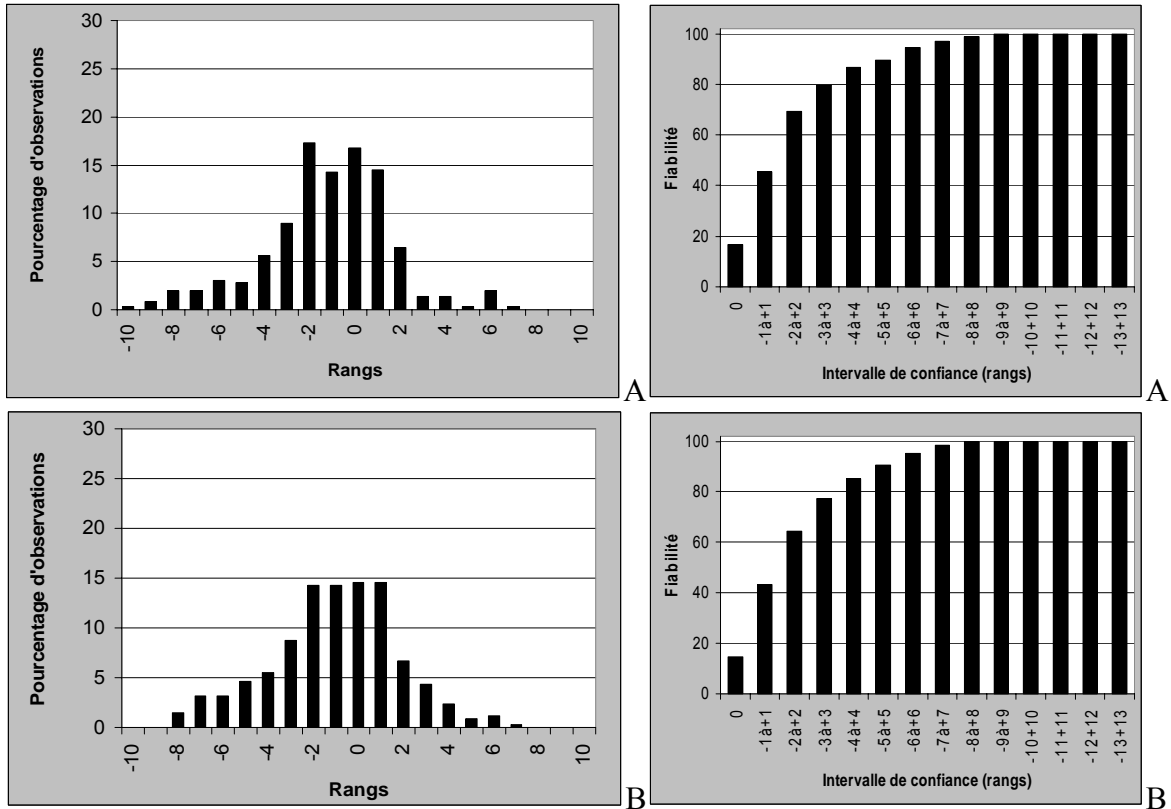 30
25
20
15
10
5
0
Pourcentage d'observations
-10
-8
-6
-4
-2
0
2
4
6
8
10
Rangs
A
100
80
60
40
20
0
Fiabilité
0
-1à+1
-2à+2
-3à+3
-4à+4
-5à+5
-6à+6
-7à+7
-8à+8
-9à+9
-10+10
-11+11
-12+12
-13+13
Intervalle de confiance (rangs)
A
30
25
20
15
10
5
0
Pourcentage d'observations
-10
-8
-6
-4
-2
0
2
4
6
8
10
Rangs
B
100
80
60
40
20
0
Fiabilité
0
-1à+1
-2à+2
-3à+3
-4à+4
-5à+5
-6à+6
-7à+7
-8à+8
-9à+9
-10+10
-11+11
-12+12
-13+13
Intervalle de confiance (rangs)
B